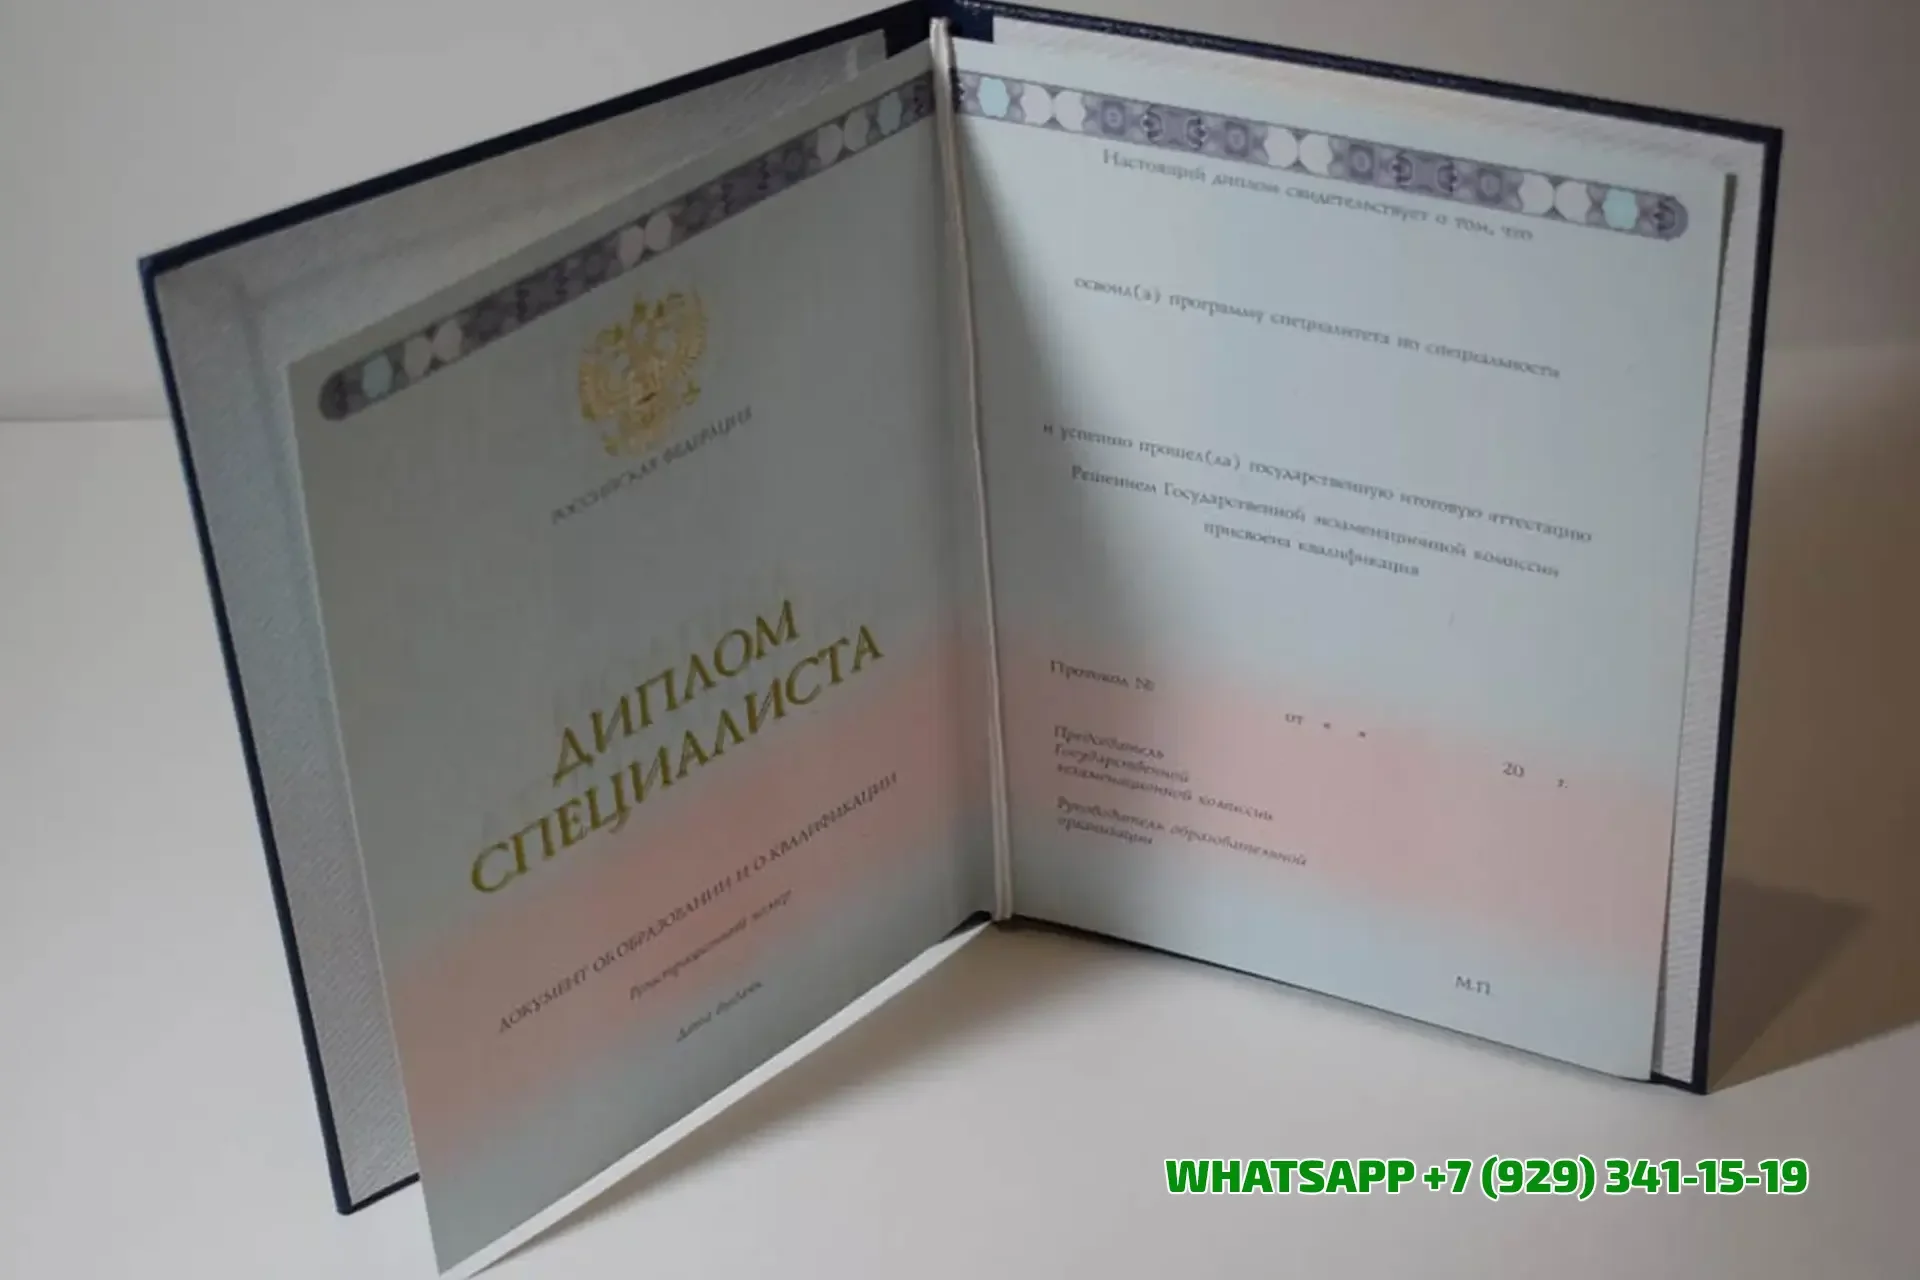 РОССИЙСКАЯ ФЕДЕРАЦИЯ
ДИПЛОМ
СПЕЦИАЛИСТА
ДОКУМЕНТ ОБ ОБРАЗОВАНИИ И О КВАЛИФИКАЦИИ
Регистрационный номер
Дата выдачи
Настоящий диплом свидетельствует о том, что
освоил(а) программу специалитета по специальности
и успешно прошел(ла) государственную итоговую аттестацию
Решением Государственной экзаменационной комиссии
присвоена квалификация
Протокол №
от « »
20 г.
Председатель
Государственной
экзаменационной комиссии
Руководитель образовательной
организации
М.П.
WHATSAPP +7 (929) 341-15-19